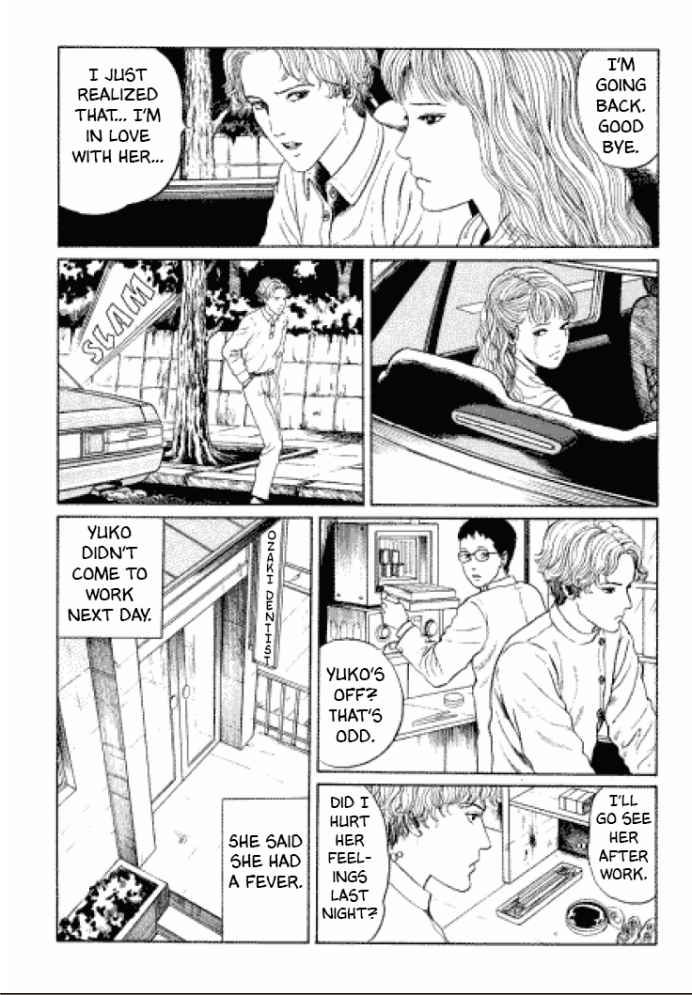 I JUST
REALIZED
THAT... I'M
IN LOVE
WITH HER...
I'M
GOING
BACK.
GOOD
BYE.
SLAM
YUKO
DIDN'T
COME TO
WORK
NEXT DAY.
OZAKI DENTIST
SHE SAID
SHE HAD
A FEVER.
YUKO'S
OFF?
THAT'S
ODD.
DID I
HURT
HER
FEEL-
INGS
LAST
NIGHT?
I'LL
GO SEE
HER
AFTER
WORK.